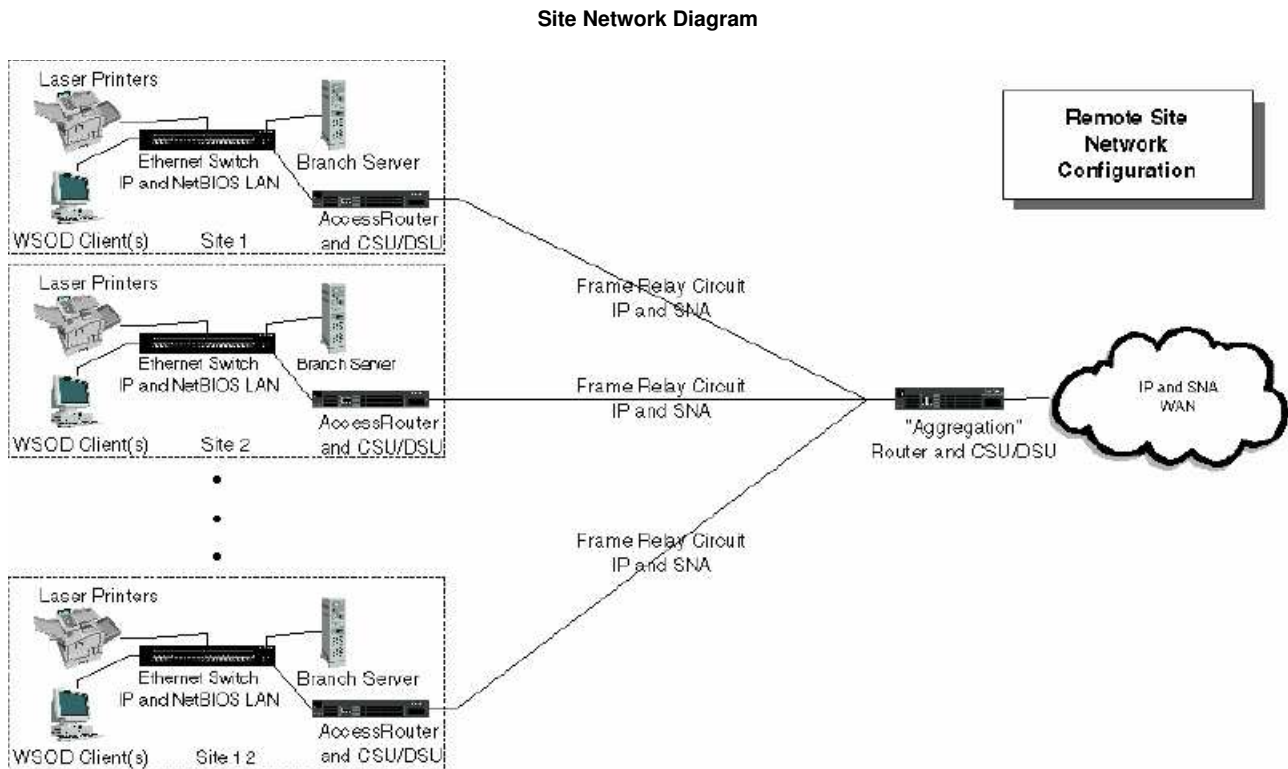 Site Network Diagram
Remote Site
Network
Configuration
Laser Printers
Ethernet Switch
IP and NetBIOS LAN
Branch Server
AccessRouter
and CSU/DSU
WSOD Client(s)
Site 1
Frame Relay Circuit
IP and SNA
Laser Printers
Ethernet Switch
IP and NetBIOS LAN
Branch Server
AccessRouter
and CSU/DSU
WSOD Client(s)
Site 2
Frame Relay Circuit
IP and SNA
"Aggregation"
Router and CSU/DSU
IP and SNA
WAN
Frame Relay Circuit
IP and SNA
Laser Printers
Ethernet Switch
IP and NetBIOS LAN
Branch Server
AccessRouter
and CSU/DSU
WSOD Client(s)
Site 12